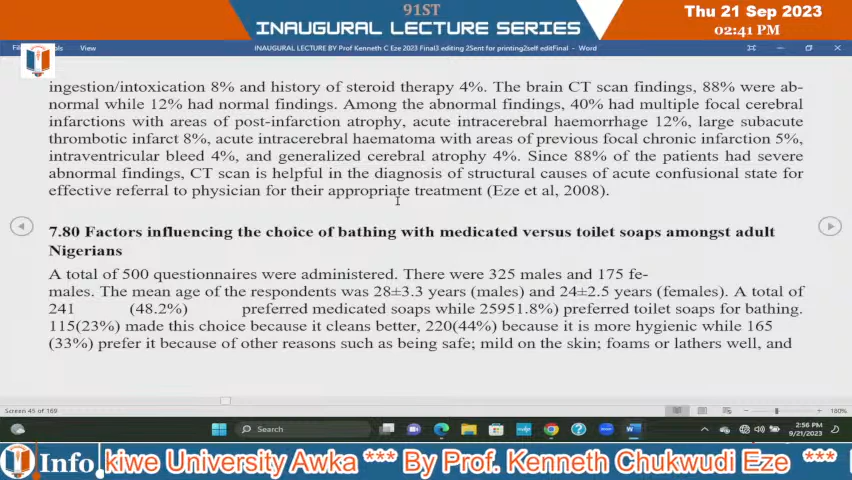 91ST
INAUGURAL LECTURE SERIES
Thu 21 Sep 2023
02:41 PM
View
INAUGURAL LECTURE BY Prof Kenneth C Eze 2023 Final3 editing 2Sent for printing2self editFinal - Word
ingestion/intoxication 8% and history of steroid therapy 4%. The brain CT scan findings, 88% were ab-
normal while 12% had normal findings. Among the abnormal findings, 40% had multiple focal cerebral
infarctions with areas of post-infarction atrophy, acute intracerebral haemorrhage 12%, large subacute
thrombotic infarct 8%, acute intracerebral haematoma with areas of previous focal chronic infarction 5%,
intraventricular bleed 4%, and generalized cerebral atrophy 4%. Since 88% of the patients had severe
abnormal findings, CT scan is helpful in the diagnosis of structural causes of acute confusional state for
effective referral to physician for their appropriate treatment (Eze et al, 2008).
7.80 Factors influencing the choice of bathing with medicated versus toilet soaps amongst adult
Nigerians
A total of 500 questionnaires were administered. There were 325 males and 175 fe-
males. The mean age of the respondents was 28±3.3 years (males) and 24±2.5 years (females). A total of
241 (48.2%) preferred medicated soaps while 25951.8%) preferred toilet soaps for bathing.
115(23%) made this choice because it cleans better, 220(44%) because it is more hygienic while 165
(33%) prefer it because of other reasons such as being safe; mild on the skin; foams or lathers well, and
Screen 45 of 169
180%
Search
2:56 PM
9/21/2023
Info
kiwe University Awka *** By Prof. Kenneth Chukwudi Eze ***